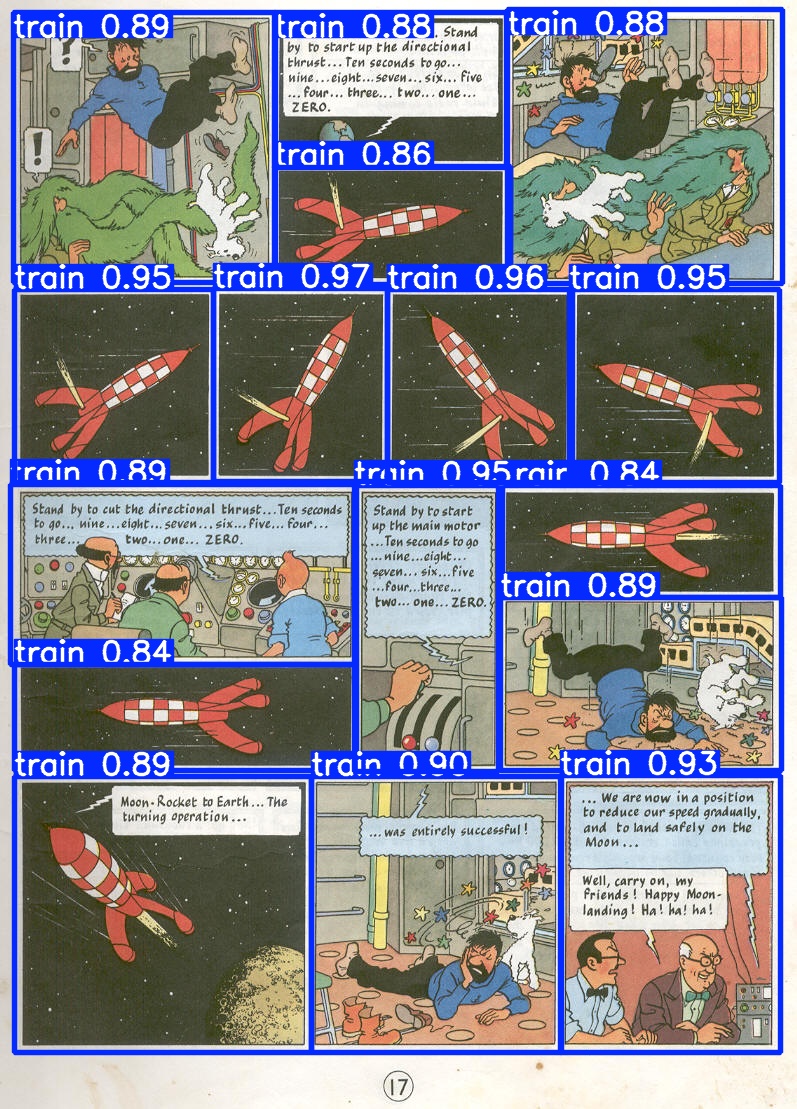 train 0.89
!
?
!
train 0.88
. Stand
by to start up the directional
thrust... Ten seconds to go...
nine...eight...seven... six... five
...four... three... two... one...
ZERO.
train 0.86
train 0.88
train 0.95
train 0.97
train 0.96
train 0.95
train 0.89
Stand by to cut the directional thrust...Ten seconds
to go... nine...eight...seven...six...five...four...
three... two...one... ZERO.
train 0.84
train 0.95
Stand by to start
up the main motor
...Ten seconds to go
...nine...eight...
seven... six...five
...four...three...
two...one...ZERO.
train 0.84
train 0.89
train 0.89
Moon-Rocket to Earth... The
turning operation...
train 0.90
...was entirely successful!
train 0.93
... We are now in a position
to reduce our speed gradually,
and to land safely on the
Moon...
Well, carry on, my
friends! Happy Moon-
landing! Ha! ha! ha!
17